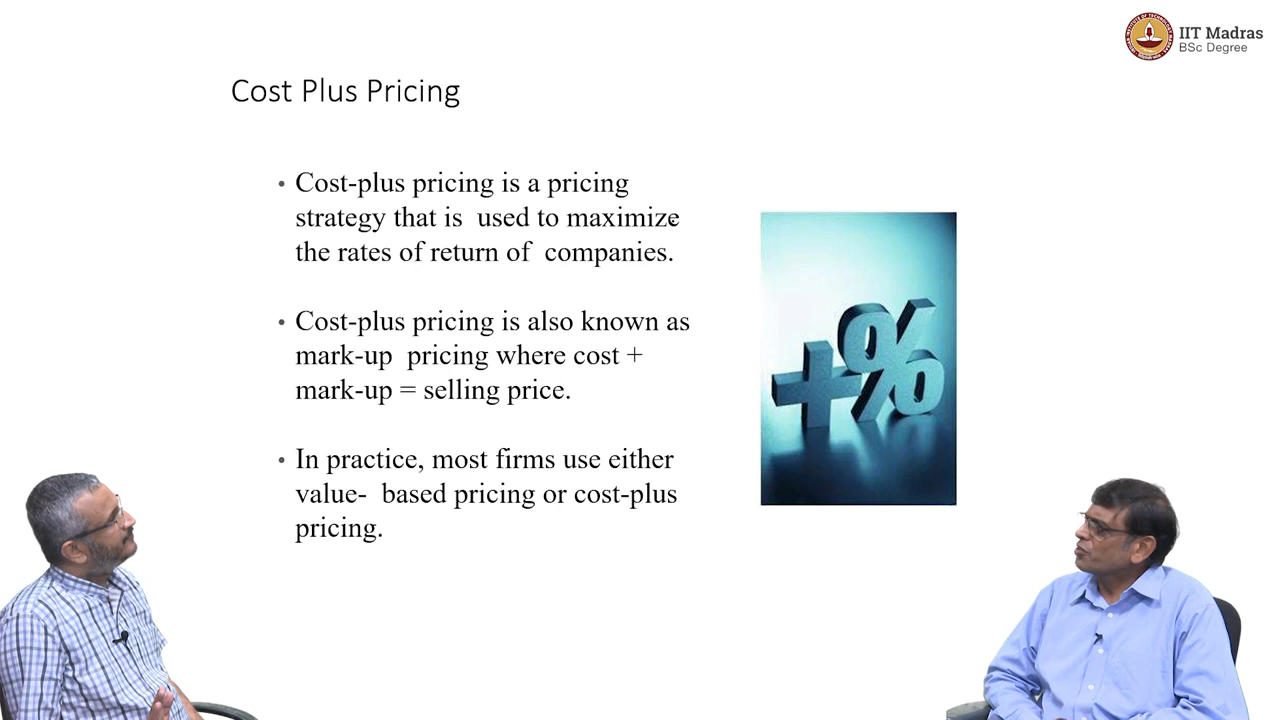 IIT Madras
BSc Degree
Cost Plus Pricing
• Cost-plus pricing is a pricing
strategy that is used to maximize
the rates of return of companies.
• Cost-plus pricing is also known as
mark-up pricing where cost +
mark-up = selling price.
• In practice, most firms use either
value- based pricing or cost-plus
pricing.
+%